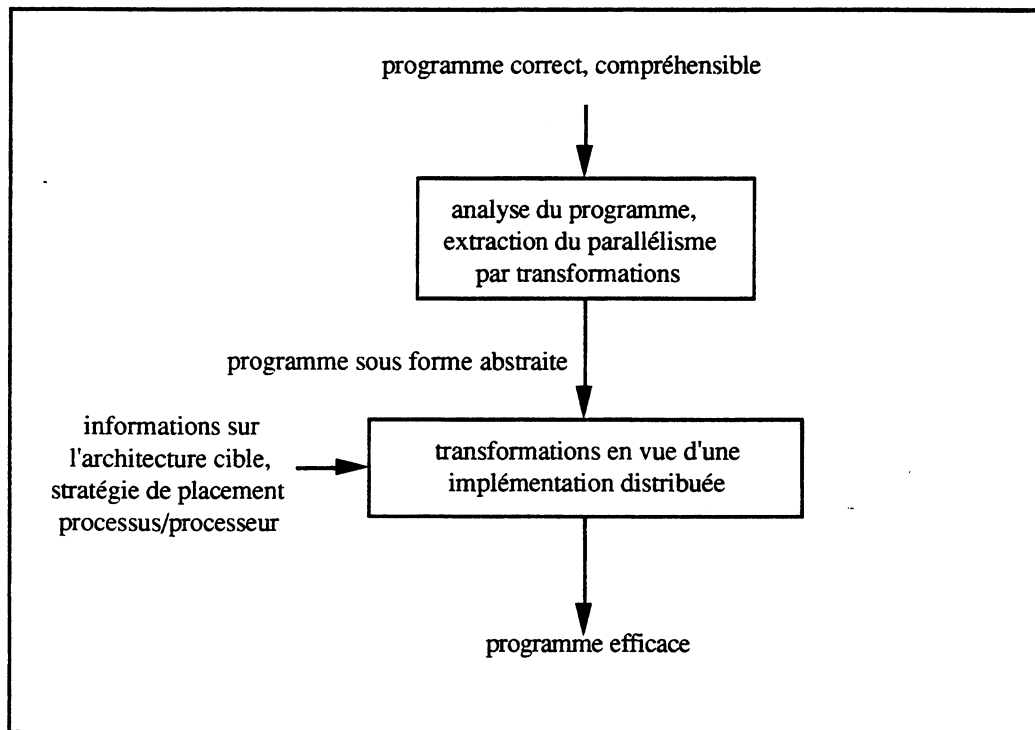 programme correct, compréhensible
analyse du programme,
extraction du parallélisme
par transformations
programme sous forme abstraite
informations sur
l'architecture cible,
stratégie de placement
processus/processeur
transformations en vue d'une
implémentation distribuée
programme efficace